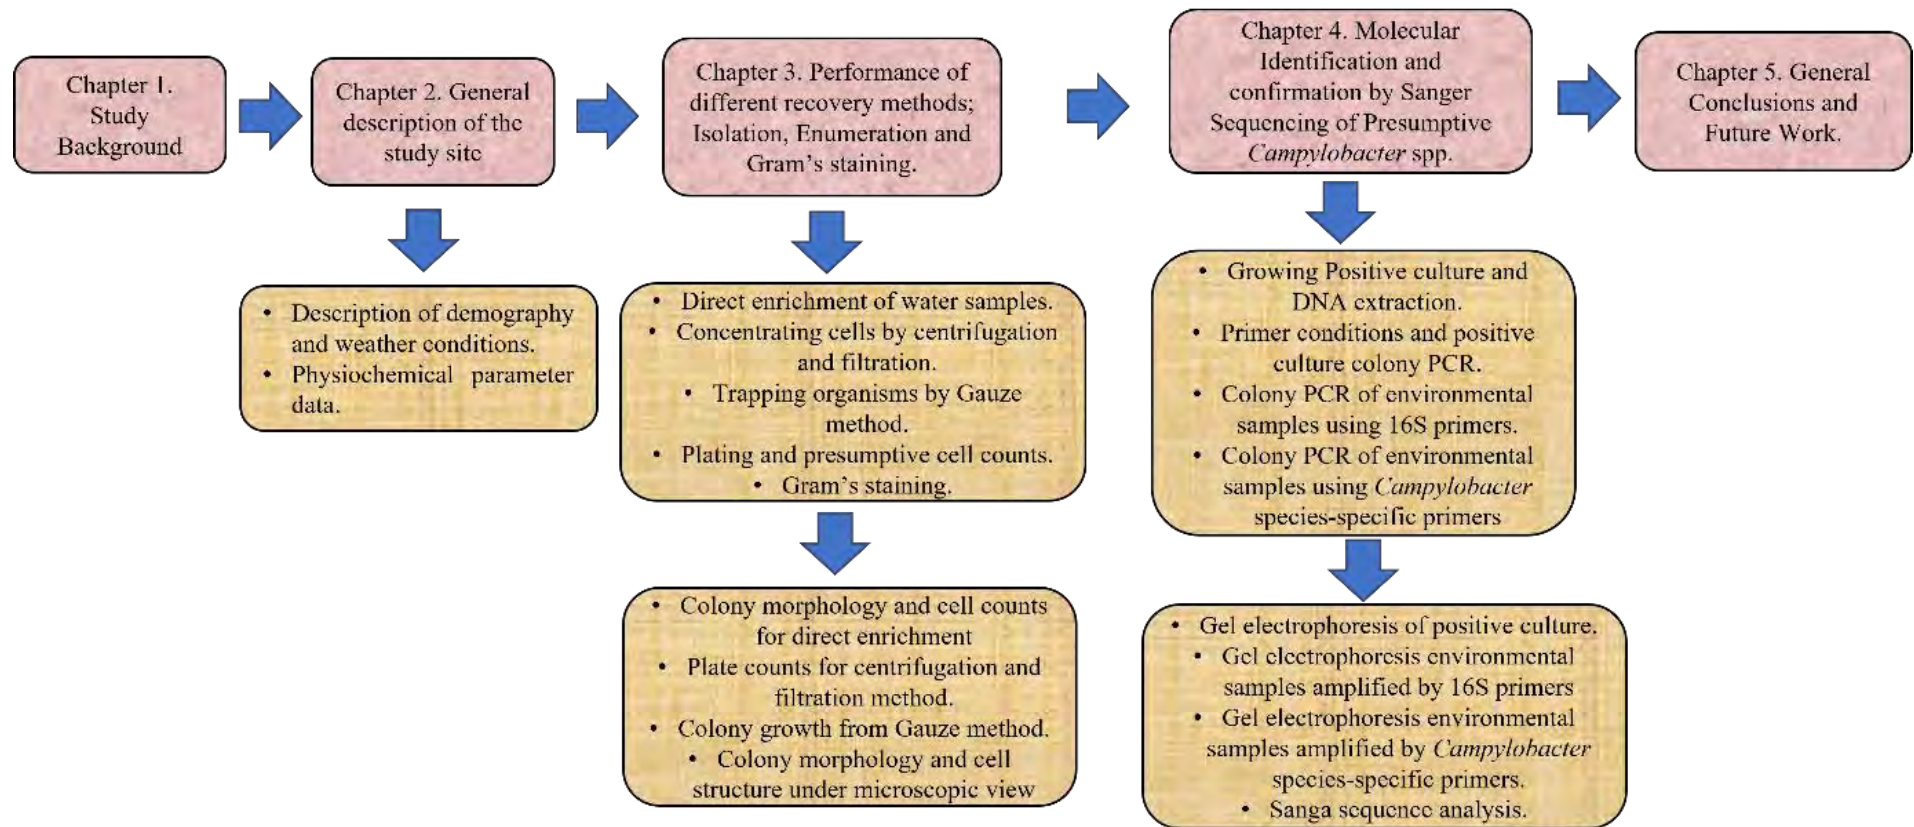 Chapter 1.
Study
Background
Chapter 2. General
description of the
study site
Chapter 3. Performance of
different recovery methods;
Isolation, Enumeration and
Gram's staining.
Chapter 4. Molecular
Identification and
confirmation by Sanger
Sequencing of Presumptive
Campylobacter spp.
Chapter 5. General
Conclusions and
Future Work.
• Description of demography
and weather conditions.
• Physiochemical parameter
data.
• Direct enrichment of water samples.
• Concentrating cells by centrifugation
and filtration.
• Trapping organisms by Gauze
method.
• Plating and presumptive cell counts.
• Gram's staining.
• Growing Positive culture and
DNA extraction.
• Primer conditions and positive
culture colony PCR.
• Colony PCR of environmental
samples using 16S primers.
• Colony PCR of environmental
samples using Campylobacter
species-specific primers
• Colony morphology and cell counts
for direct enrichment
• Plate counts for centrifugation and
filtration method.
• Colony growth from Gauze method.
• Colony morphology and cell
structure under microscopic view
• Gel electrophoresis of positive culture.
• Gel electrophoresis environmental
samples amplified by 16S primers
• Gel electrophoresis environmental
samples amplified by Campylobacter
species-specific primers.
• Sanga sequence analysis.